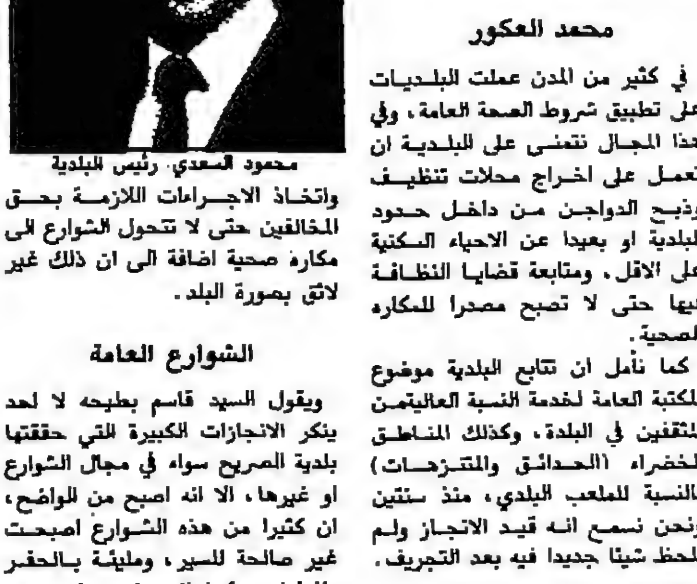 محمد العكور
في كثير من المدن عملت البلديات
على تطبيق شروط الصحة العامة، وفي
هذا المجال نتمنى على البلدية ان
تعمل على اخراج محلات تنظيف
وذبح الدواجن من داخل حدود
البلدية او بعيدا عن الاحياء السكنية
على الاقل، ومتابعة قضايا النظافة
فيها حتى لا تصبح مصدرا للمكاره
الصحية.
كما نأمل ان تتابع البلدية موضوع
المكتبة العامة لخدمة النسبة العاليةمن
المثقفين في البلدة، وكذلك المناطق
الخضراء ((الحدائق والمتنزهات)
بالنسبة للملعب البلدي، منذ سنتين
ونحن نسمع انه قيد الانجاز ولم
نلحظ شيئا جديدا فيه بعد التجريف.
محمود السعدي. رئيس البلدية
واتخاذ الاجراءات اللازمة بحق
المخالفين حتى لا تتحول الشوارع الى
مكاره صحية اضافة الى ان ذلك غير
لائق بصورة البلد.
الشوارع العامة
ويقول السيد قاسم بطيحه لا احد
ينكر الانجازات الكبيرة التي حققتها
بلدية الصريح سواء في مجال الشوارع
او غيرها، الا انه اصبح من الواضح،
ان كثيرا من هذه الشوارع اصبحت
غير صالحة للسير، ومليئة بالحفر